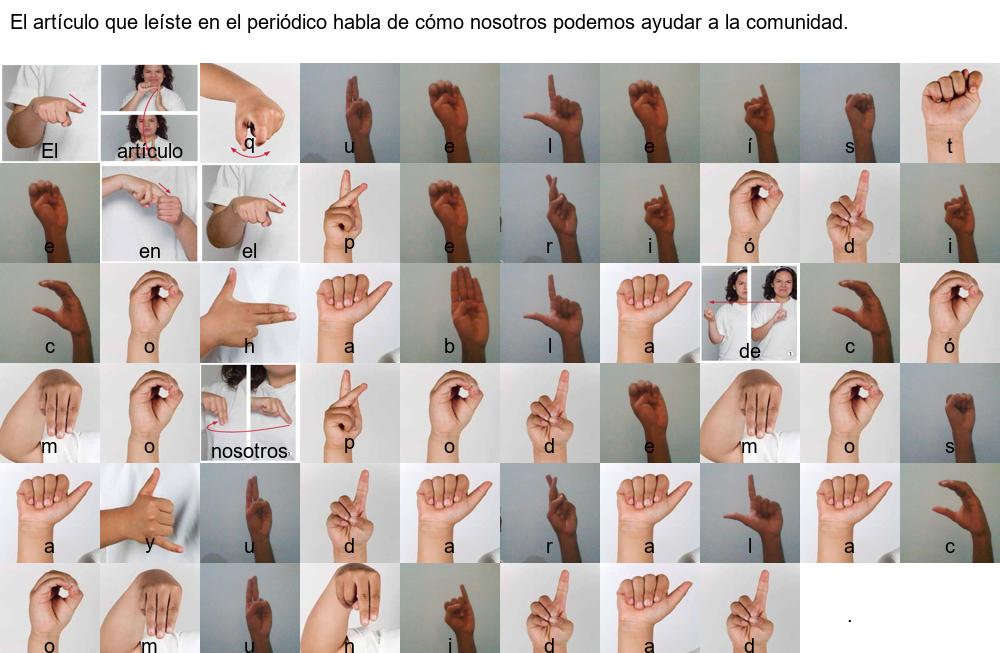 El artículo que leíste en el periódico habla de cómo nosotros podemos ayudar a la comunidad.
El artículo q u e l e í s t
e en el p e r i ó d i
c o h a b l a de c ó
m o nosotros p o d e m o s
a y u d a r a l a c
o m u n i d a d .